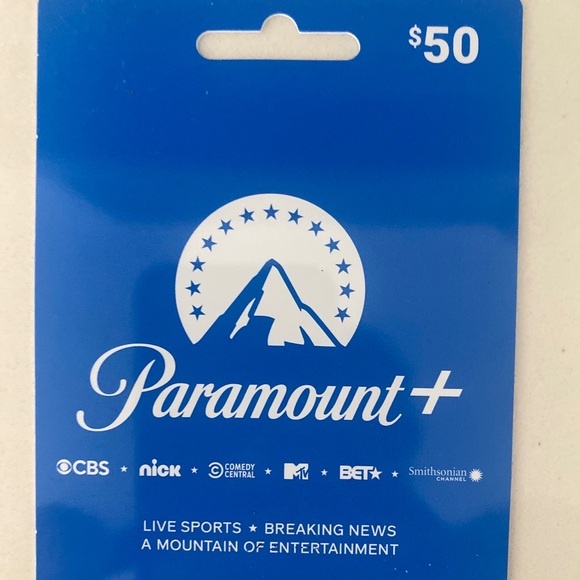 $50
Paramount+
CBS ★ nick ★ COMEDY CENTRAL ★ MTV ★ BET★ ★ Smithsonian CHANNEL
LIVE SPORTS ★ BREAKING NEWS
A MOUNTAIN OF ENTERTAINMENT